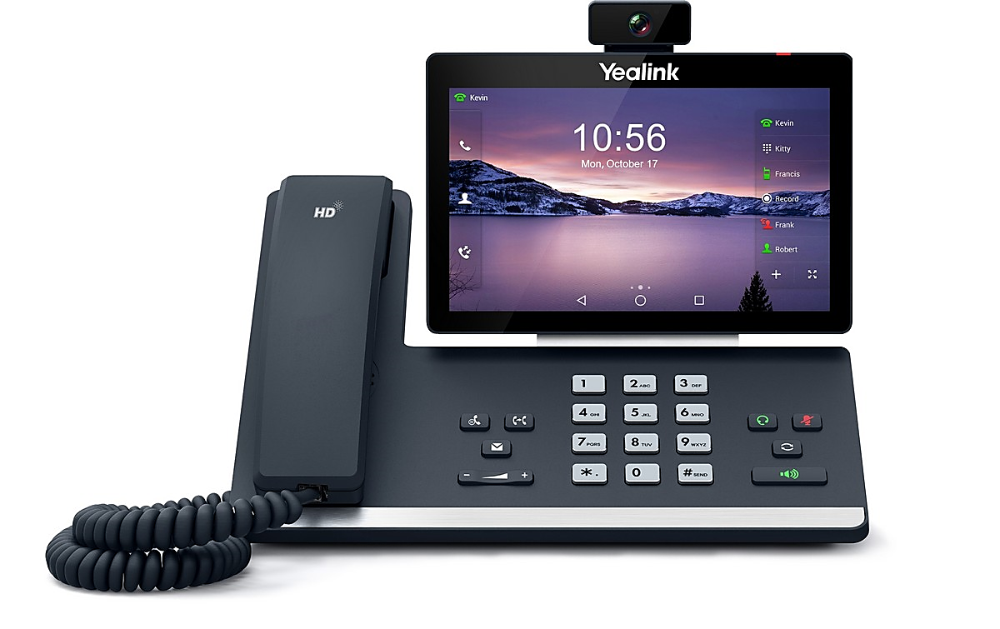 Yealink
Kevin
10:56
Mon, October 17
Kevin
Kitty
Francis
Record
Frank
Robert
HD
1
2 ABC
3 DEF
4 GHI
5 JKL
6 MNO
7 PQRS
8 TUV
9 WXYZ
* .
0
# SEND
- +